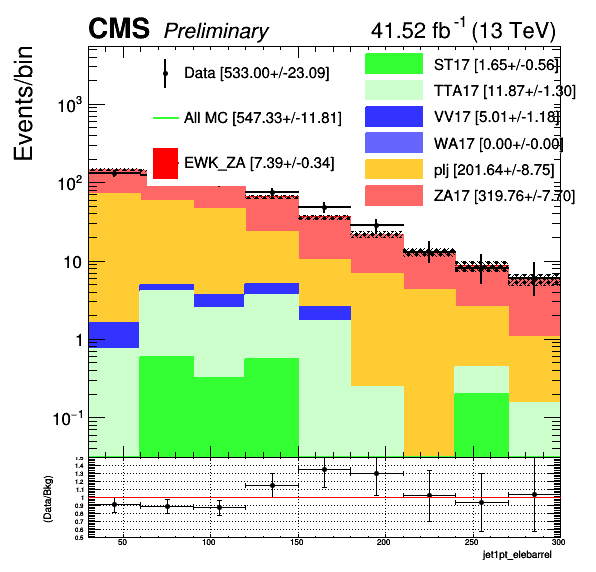 CMS Preliminary 41.52 fb⁻¹ (13 TeV)
Events/bin
Data [533.00+/-23.09]
All MC [547.33+/-11.81]
EWK_ZA [7.39+/-0.34]
ST17 [1.65+/-0.56]
TTA17 [11.87+/-1.30]
VV17 [5.01+/-1.18]
WA17 [0.00+/-0.00]
plj [201.64+/-8.75]
ZA17 [319.76+/-7.70]
10³
10²
10
1
10⁻¹
(Data/Bkg)
1.5
1.4
1.3
1.2
1.1
1
0.9
0.8
0.7
0.6
0.5
50 100 150 200 250 300
jet1pt_elebarrel